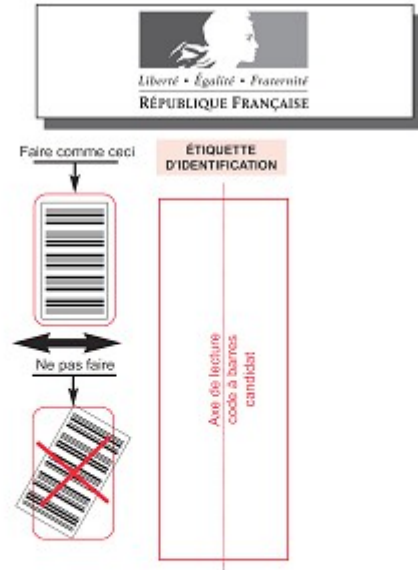 Liberté • Égalité • Fraternité
RÉPUBLIQUE FRANÇAISE
Faire comme ceci
ÉTIQUETTE
D'IDENTIFICATION
Ne pas faire
Axe de lecture
code à barres
candidat